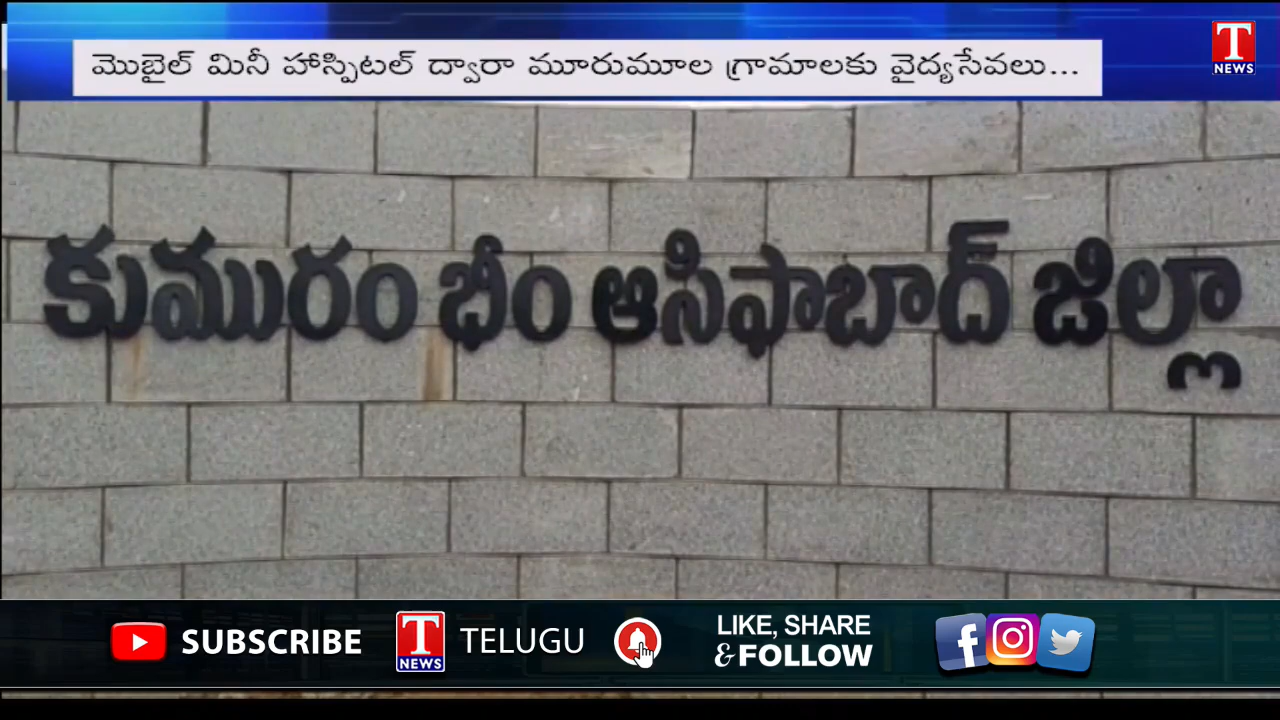 మొబైల్ మినీ హాస్పిటల్ ద్వారా మూరుమూల గ్రామాలకు వైద్యసేవలు...
T
NEWS
కుమురం భీం ఆసిఫాబాద్ జిల్లా
SUBSCRIBE
T
NEWS
TELUGU
LIKE, SHARE
& FOLLOW